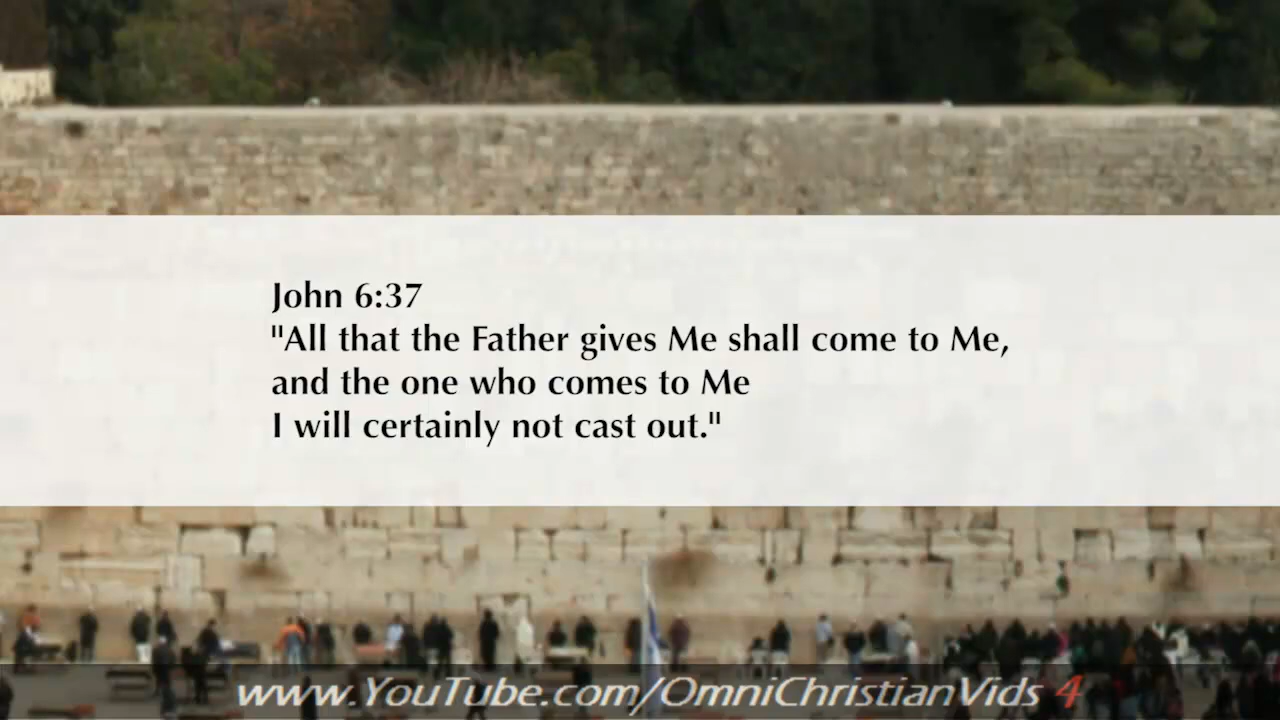 John 6:37
"All that the Father gives Me shall come to Me,
and the one who comes to Me
I will certainly not cast out."
www.YouTube.com/OmniChristianVids 4